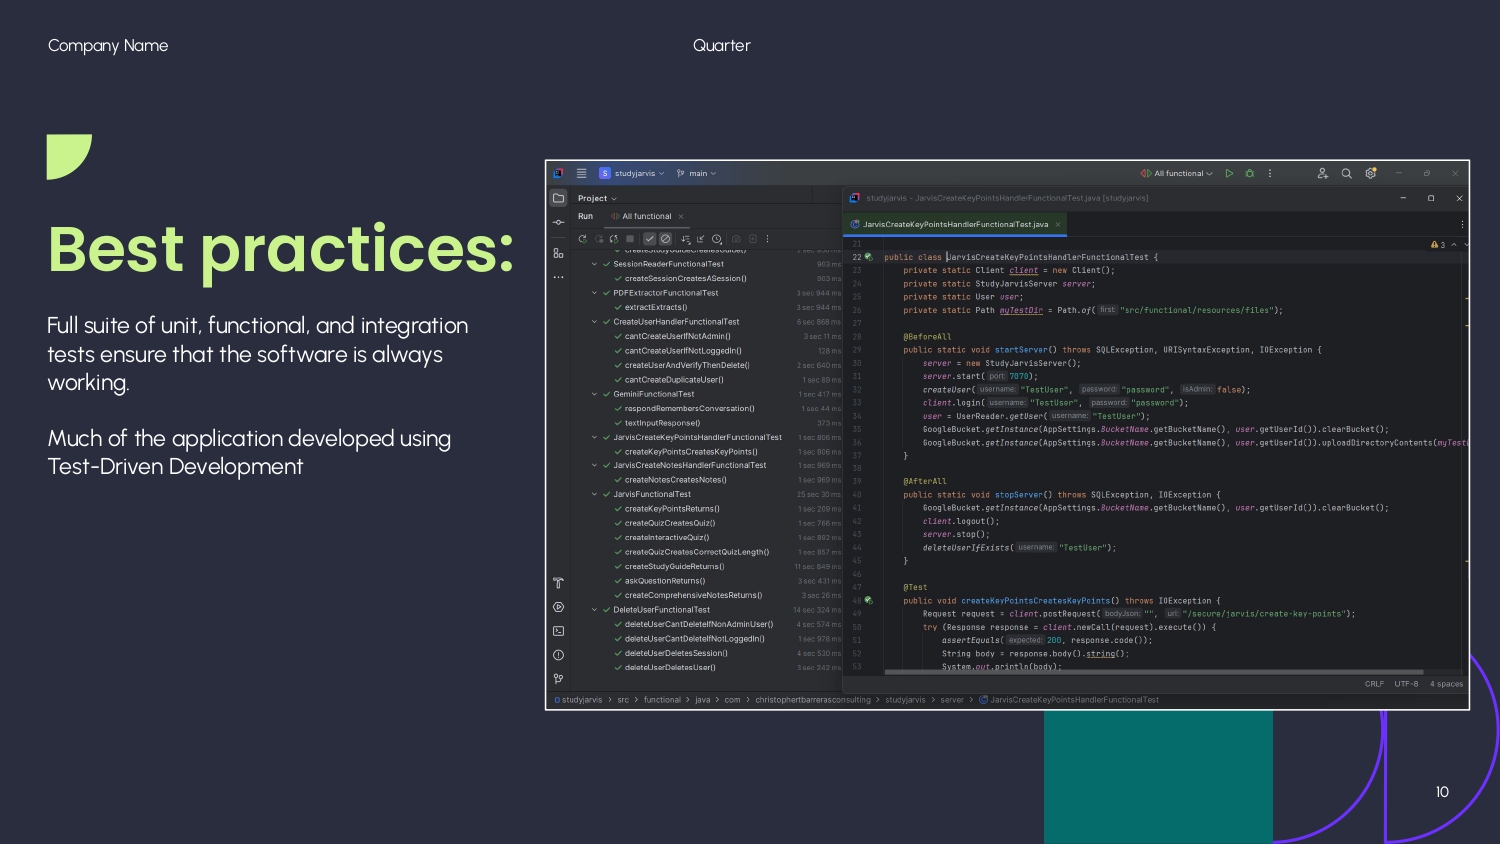 Company Name
Quarter
Best practices:
Full suite of unit, functional, and integration
tests ensure that the software is always
working.
Much of the application developed using
Test-Driven Development
S studyjarvis
main
All functional
Project
Run
All functional
SessionReaderFunctionalTest 803 ms
createSessionCreatesASession() 803 ms
PDFExtractorFunctionalTest 3 sec 944 ms
extractExtracts() 3 sec 944 ms
CreateUserHandlerFunctionalTest 6 sec 868 ms
cantCreateUserIfNotAdmin() 3 sec 11 ms
cantCreateUserIfNotLoggedIn() 128 ms
createUserAndVerifyThenDelete() 2 sec 640 ms
cantCreateDuplicateUser() 1 sec 89 ms
GeminiFunctionalTest 1 sec 417 ms
respondRemembersConversation() 1 sec 44 ms
textInputResponse() 373 ms
JarvisCreateKeyPointsHandlerFunctionalTest 1 sec 806 ms
createKeyPointsCreatesKeyPoints() 1 sec 806 ms
JarvisCreateNotesHandlerFunctionalTest 1 sec 969 ms
createNotesCreatesNotes() 1 sec 969 ms
JarvisFunctionalTest 25 sec 30 ms
createKeyPointsReturns() 1 sec 209 ms
createQuizCreatesQuiz() 1 sec 766 ms
createInteractiveQuiz() 1 sec 892 ms
createQuizCreatesCorrectQuizLength() 1 sec 857 ms
createStudyGuideReturns() 11 sec 849 ms
askQuestionReturns() 3 sec 431 ms
createComprehensiveNotesReturns() 3 sec 26 ms
DeleteUserFunctionalTest 14 sec 324 ms
deleteUserCantDeleteIfNonAdminUser() 4 sec 574 ms
deleteUserCantDeleteIfNotLoggedIn() 1 sec 976 ms
deleteUserDeletesSession() 4 sec 530 ms
deleteUserDeletesUser() 3 sec 242 ms
studyjarvis - JarvisCreateKeyPointsHandlerFunctionalTest.java [studyjarvis]
JarvisCreateKeyPointsHandlerFunctionalTest.java
3
21
22 public class JarvisCreateKeyPointsHandlerFunctionalTest {
23 private static Client client = new Client();
24 private static StudyJarvisServer server;
25 private static User user;
26 private static Path myTestDir = Path.of( first: "src/functional/resources/files");
27
28 @BeforeAll
29 public static void startServer() throws SQLException, URISyntaxException, IOException {
30 server = new StudyJarvisServer();
31 server.start( port: 7070);
32 createUser( username: "TestUser", password: "password", isAdmin: false);
33 client.login( username: "TestUser", password: "password");
34 user = UserReader.getUser( username: "TestUser");
35 GoogleBucket.getInstance(AppSettings.BucketName.getBucketName(), user.getUserId()).clearBucket();
36 GoogleBucket.getInstance(AppSettings.BucketName.getBucketName(), user.getUserId()).uploadDirectoryContents(myTest
37 }
38
39 @AfterAll
40 public static void stopServer() throws SQLException, IOException {
41 GoogleBucket.getInstance(AppSettings.BucketName.getBucketName(), user.getUserId()).clearBucket();
42 client.logout();
43 server.stop();
44 deleteUserIfExists( username: "TestUser");
45 }
46
47 @Test
48 public void createKeyPointsCreatesKeyPoints() throws IOException {
49 Request request = client.postRequest( bodyJson: "", url: "/secure/jarvis/create-key-points");
50 try (Response response = client.newCall(request).execute()) {
51 assertEquals( expected: 200, response.code());
52 String body = response.body().string();
53 System.out.println(body);
CRLF UTF-8 4 spaces
studyjarvis > src > functional > java > com > christophertbarrerasconsulting > studyjarvis > server > JarvisCreateKeyPointsHandlerFunctionalTest
10